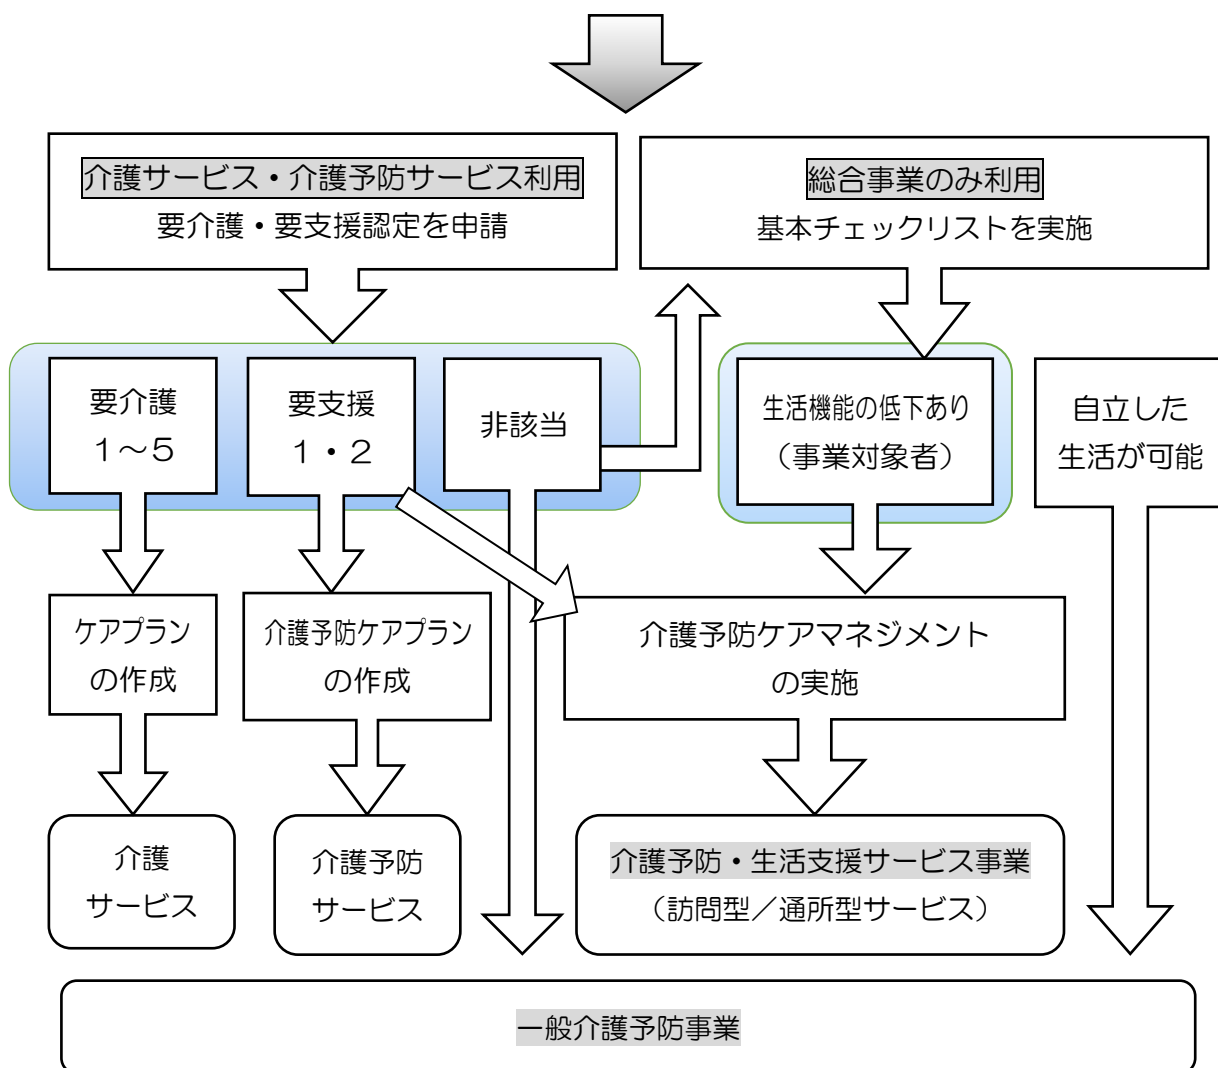 介護サービス・介護予防サービス利用
要介護・要支援認定を申請
総合事業のみ利用
基本チェックリストを実施
要介護
１～５
要支援
１・２
非該当
生活機能の低下あり
（事業対象者）
自立した
生活が可能
ケアプラン
の作成
介護予防ケアプラン
の作成
介護予防ケアマネジメント
の実施
介護
サービス
介護予防
サービス
介護予防・生活支援サービス事業
（訪問型／通所型サービス）
一般介護予防事業